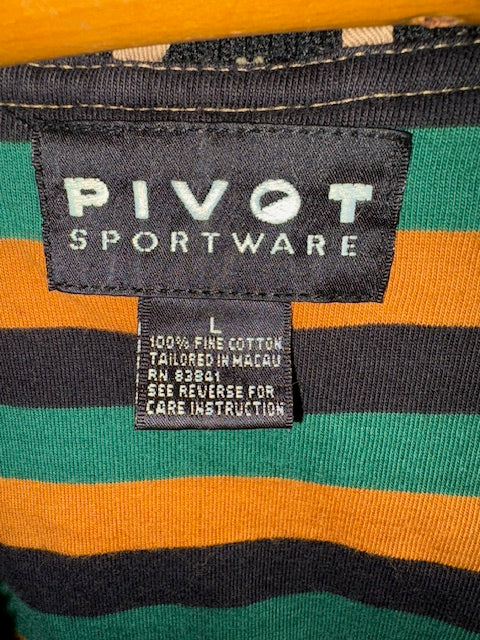 PIVOT
SPORTWARE
L
100% FINE COTTON
TAILORED IN MACAU
RN 83841
SEE REVERSE FOR
CARE INSTRUCTION